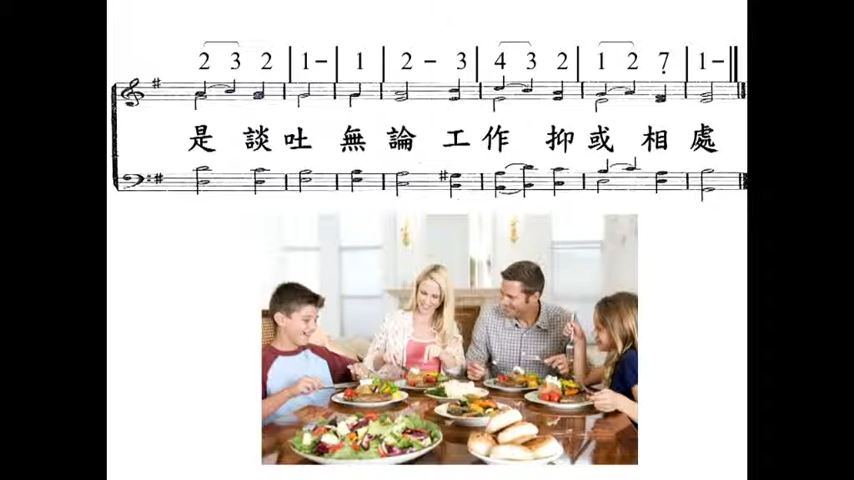 2 3 2 | 1 – | 1 | 2 – 3 | 4 3 2 | 1 2 7̣ | 1 – ‖
是 談吐 無 論 工作 抑或 相 處